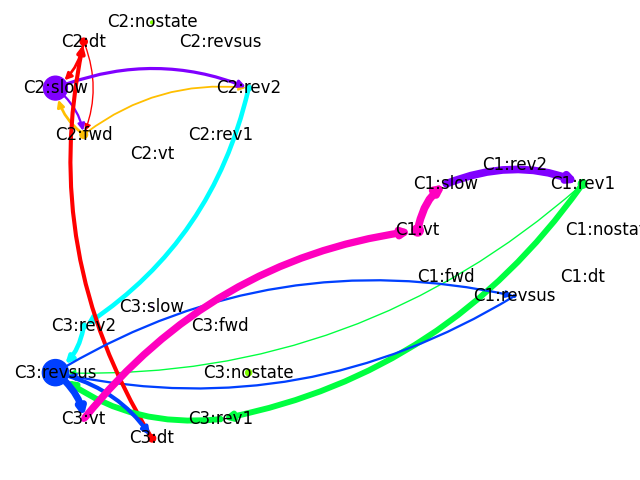 C2:nostate
C2:dt
C2:revsus
C2:slow
C2:rev2
C2:fwd
C2:rev1
C2:vt
C1:rev2
C1:slow
C1:rev1
C1:vt
C1:nosta
C1:fwd
C1:dt
C1:revsus
C3:slow
C3:rev2
C3:fwd
C3:revsus
C3:nostate
C3:vt
C3:rev1
C3:dt